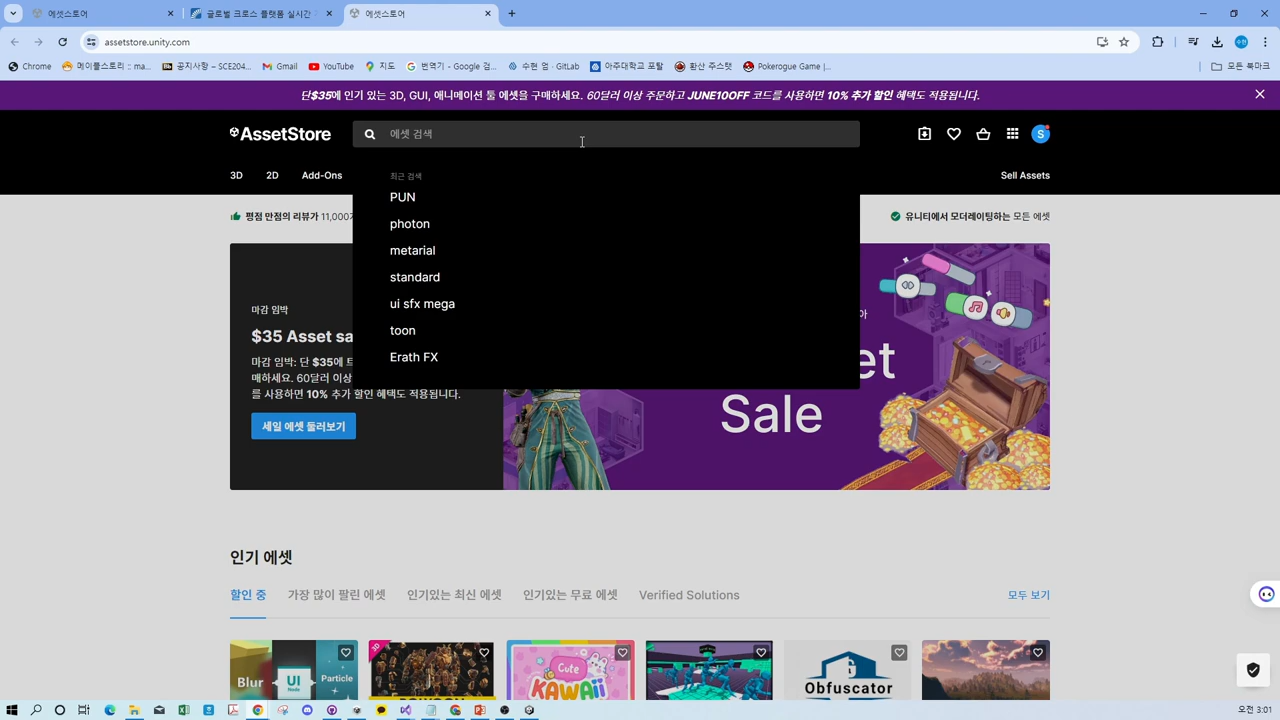 에셋스토어
글로벌 크로스 플랫폼 실시간
에셋스토어
assetstore.unity.com
Chrome
메이플스토리 :: ma...
공지사항 – SCE204...
Gmail
YouTube
지도
번역기 - Google 검...
수현 엄 · GitLab
아주대학교 포탈
환산 주스탯
Pokerogue Game |...
모든 북마크
단$35에 인기 있는 3D, GUI, 애니메이션 툴 에셋을 구매하세요. 60달러 이상 주문하고 JUNE10OFF 코드를 사용하면 10% 추가 할인 혜택도 적용됩니다.
AssetStore
에셋 검색
S
최근 검색
3D
2D
Add-Ons
Sell Assets
PUN
photon
metarial
standard
ui sfx mega
toon
Erath FX
평점 만점의 리뷰가 11,000
유니티에서 모더레이팅하는 모든 에셋
마감 임박
$35 Asset sa
마감 임박: 단 $35에 트
매하세요. 60달러 이상
를 사용하면 10% 추가 할인 혜택도 적용됩니다.
세일 에셋 둘러보기
et
Sale
인기 에셋
할인 중
가장 많이 팔린 에셋
인기있는 최신 에셋
인기있는 무료 에셋
Verified Solutions
모두 보기
Blur
UI
Particle
3D
Cute
KAWAii
Obfuscator
오전 3:01